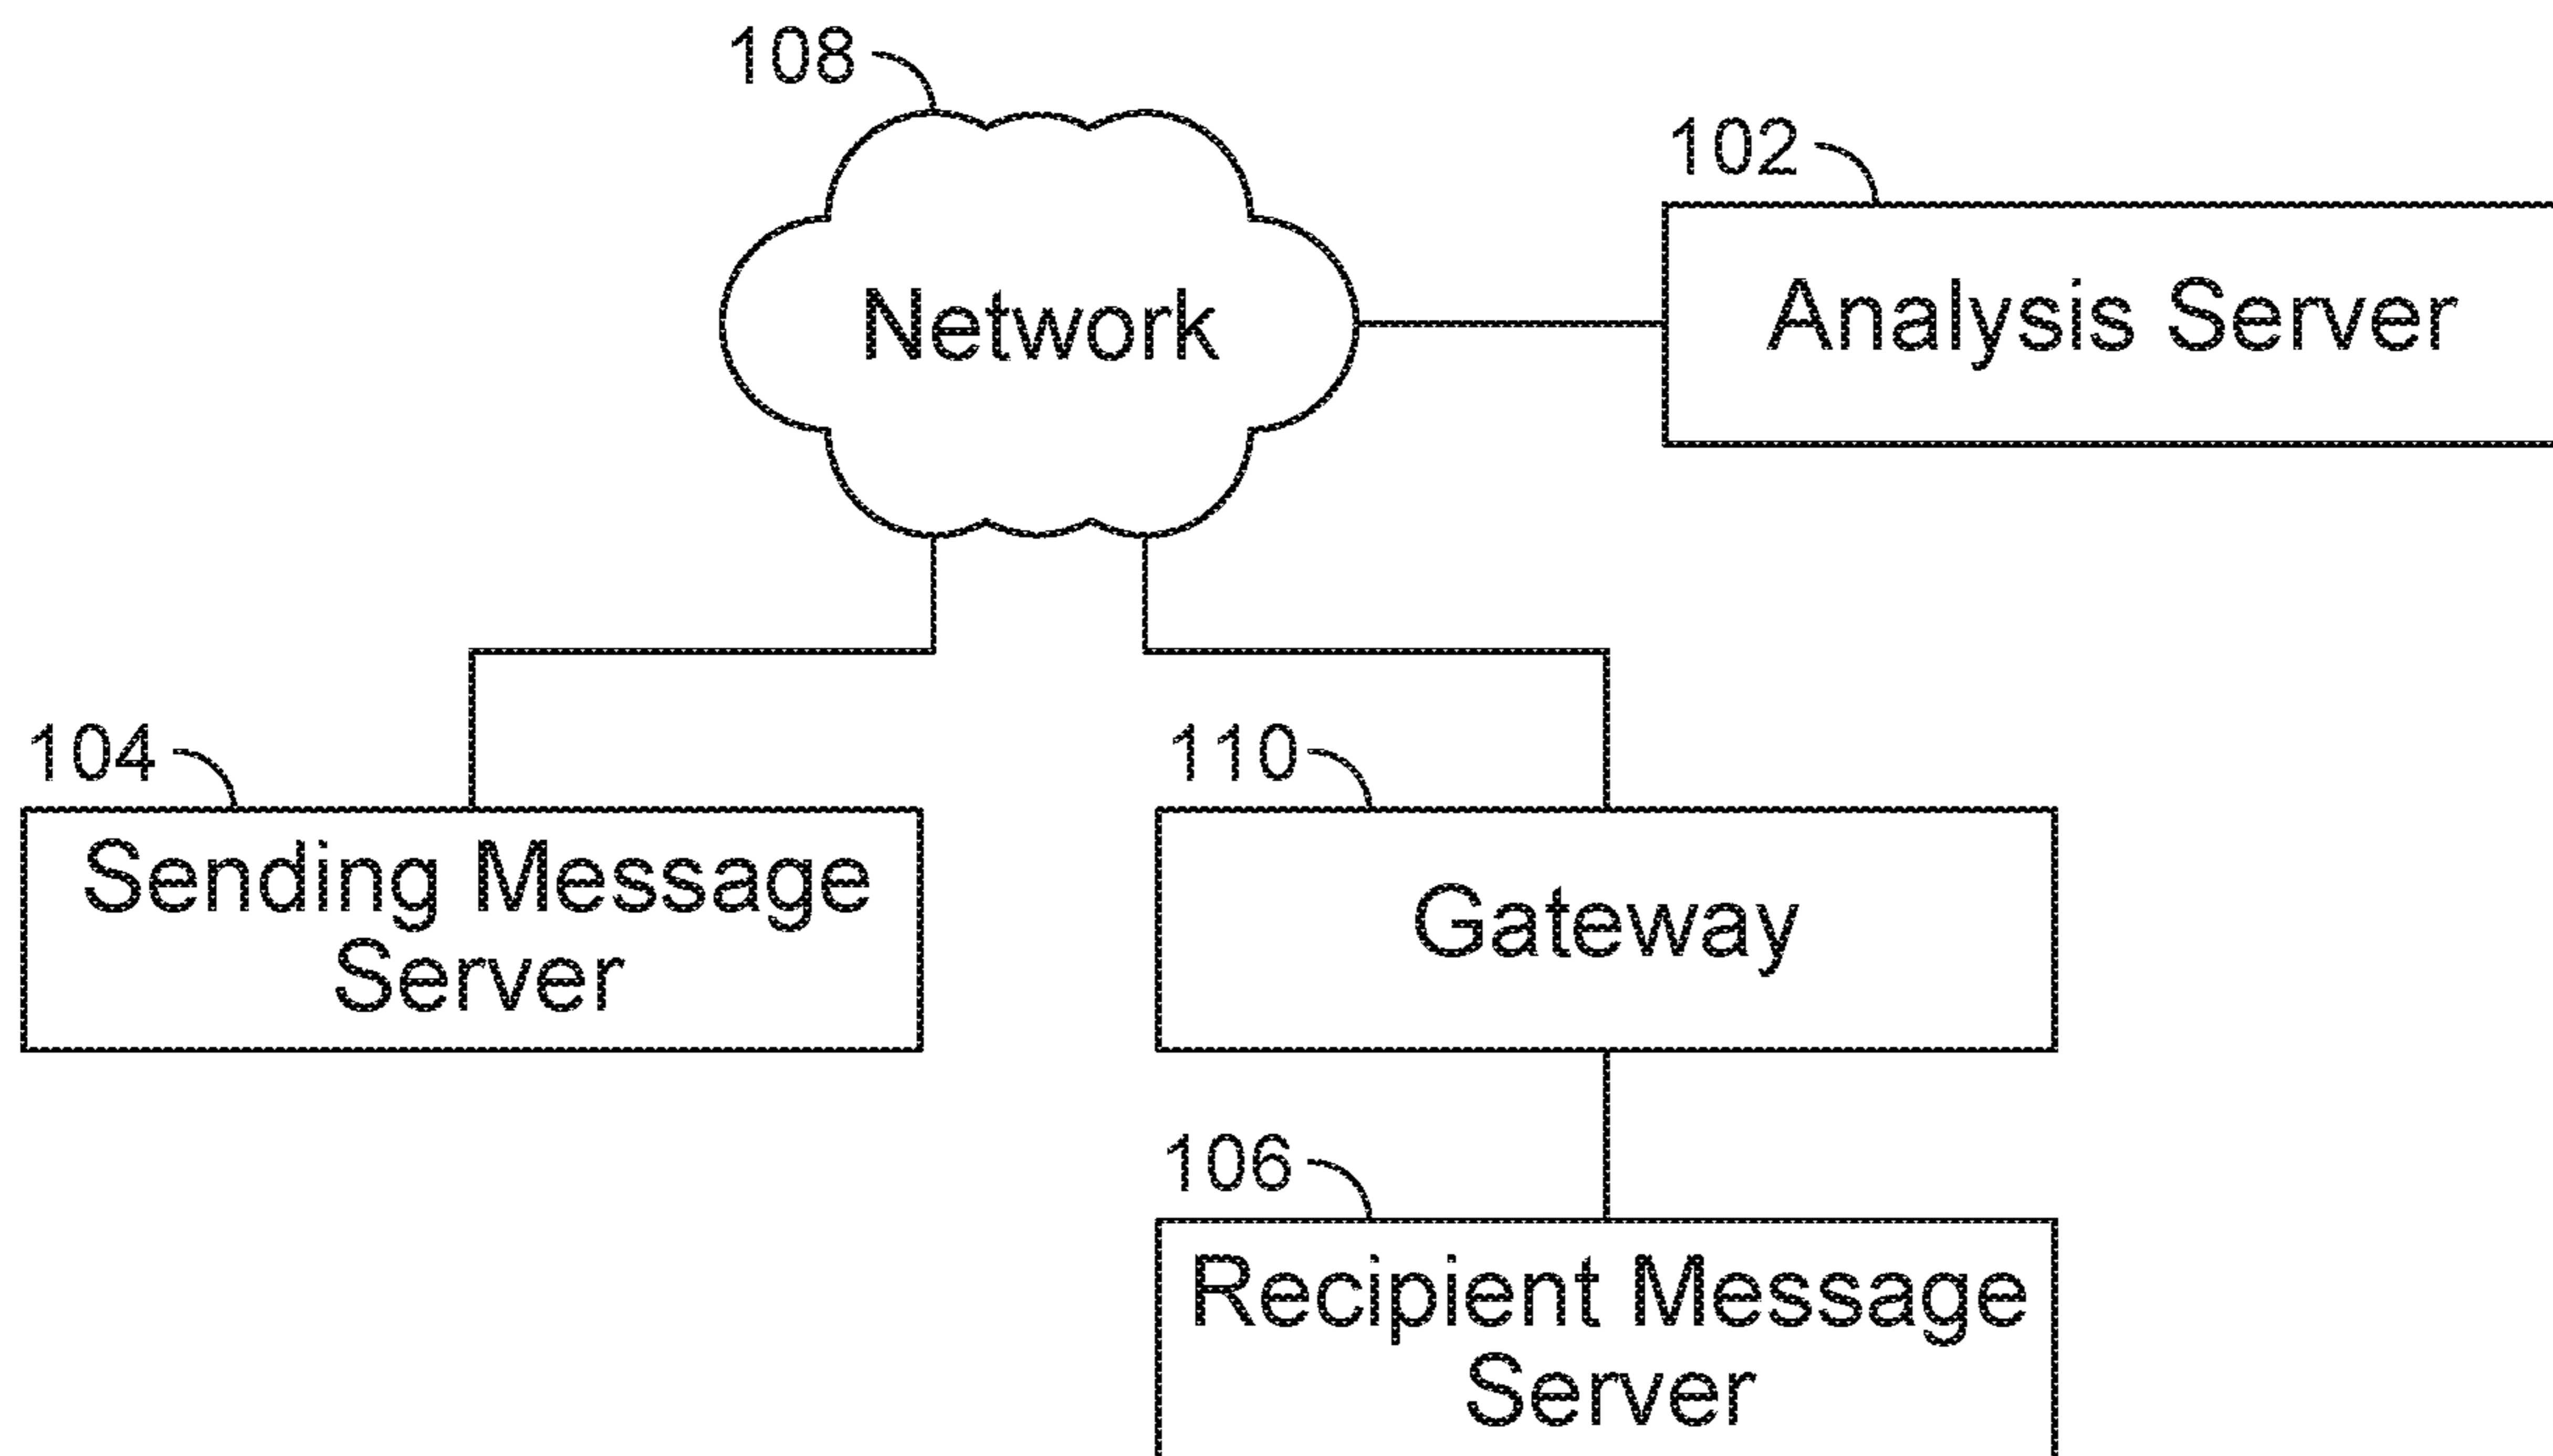 108
102
Network
Analysis Server
104
110
Sending Message
Server
Gateway
106
Recipient Message
Server